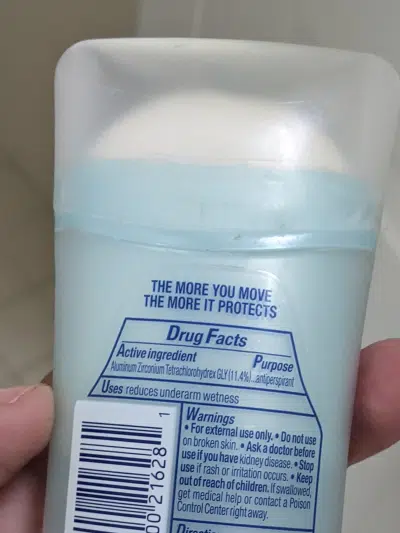 THE MORE YOU MOVE
THE MORE IT PROTECTS
Drug Facts
Active ingredient Purpose
Aluminum Zirconium Tetrachlorohydrex GLY (11.4%)...antiperspirant
Uses reduces underarm wetness
Warnings
• For external use only. • Do not use
on broken skin. • Ask a doctor before
use if you have kidney disease. • Stop
use if rash or irritation occurs. • Keep
out of reach of children. If swallowed,
get medical help or contact a Poison
Control Center right away.
0021628 1